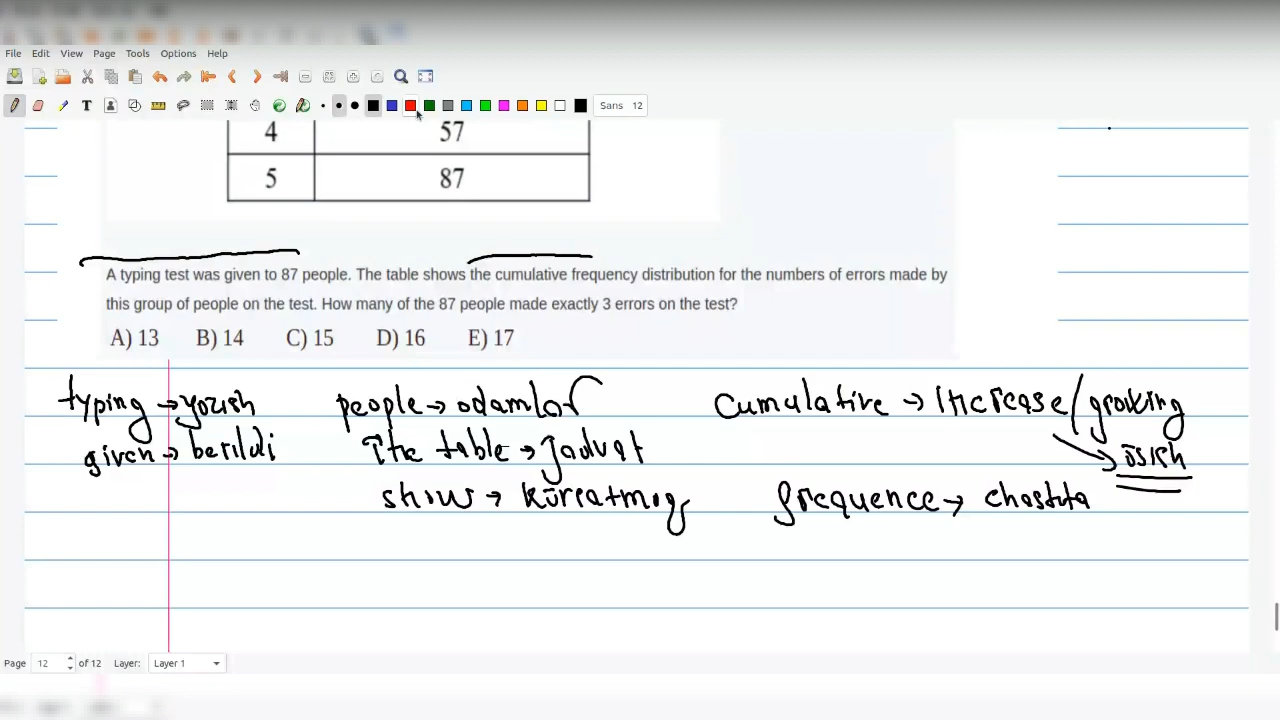 File Edit View Page Tools Options Help
Sans 12
4 57
5 87
A typing test was given to 87 people. The table shows the cumulative frequency distribution for the numbers of errors made by
this group of people on the test. How many of the 87 people made exactly 3 errors on the test?
A) 13 B) 14 C) 15 D) 16 E) 17
typing → yozish people → odamlar cumulative → increase/growing
given → berildi The table → jadval ōsish
shows → kōrsatmoq frequence → chastota
Page 12 of 12 Layer: Layer 1